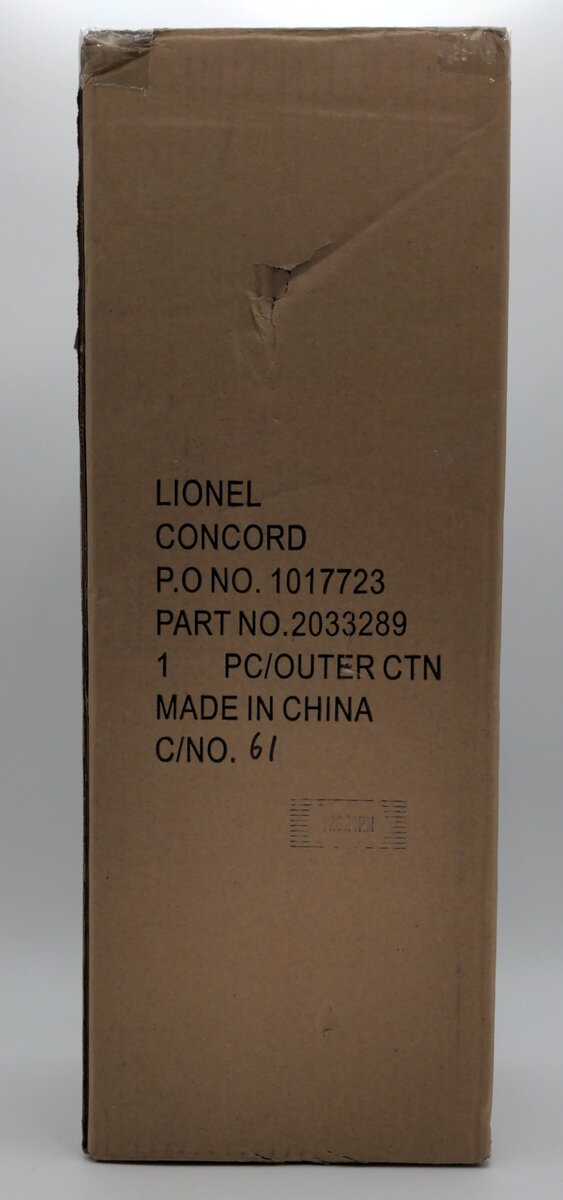 LIONEL
CONCORD
P.O NO. 1017723
PART NO.2033289
1 PC/OUTER CTN
MADE IN CHINA
C/NO. 61